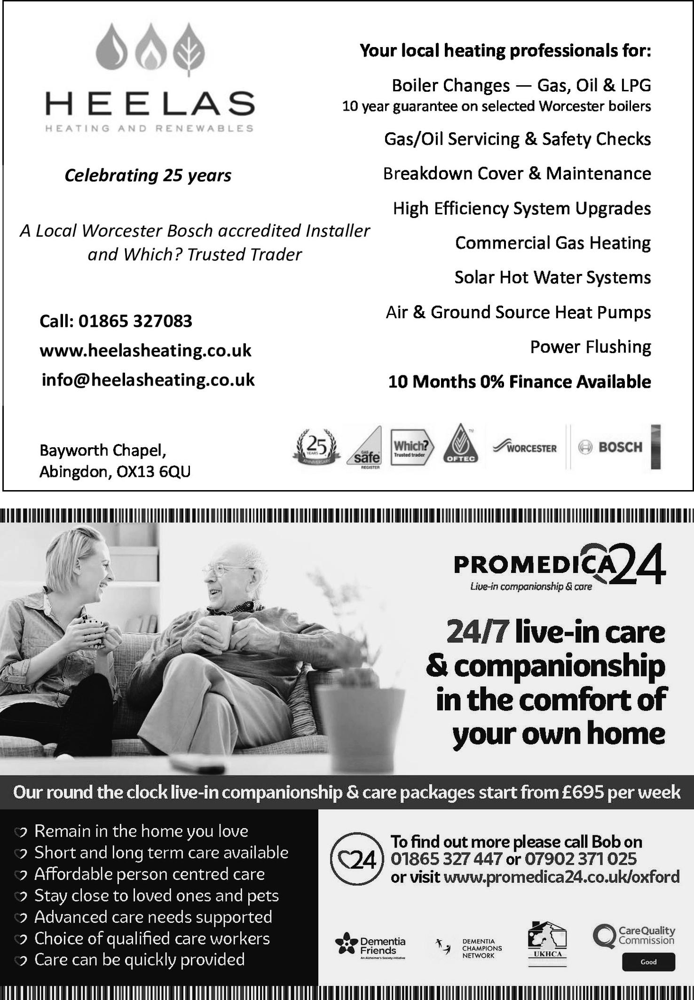 HEELAS
HEATING AND RENEWABLES
Celebrating 25 years
A Local Worcester Bosch accredited Installer
and Which? Trusted Trader
Call: 01865 327083
www.heelasheating.co.uk
info@heelasheating.co.uk
Bayworth Chapel,
Abingdon, OX13 6QU
Your local heating professionals for:
Boiler Changes — Gas, Oil & LPG
10 year guarantee on selected Worcester boilers
Gas/Oil Servicing & Safety Checks
Breakdown Cover & Maintenance
High Efficiency System Upgrades
Commercial Gas Heating
Solar Hot Water Systems
Air & Ground Source Heat Pumps
Power Flushing
10 Months 0% Finance Available
25
YEARS
ANNIVERSARY
GAS
safe
REGISTER
Which?
Trusted trader
OFTEC
TM
WORCESTER
BOSCH
PROMEDICA24
Live-in companionship & care
24/7 live-in care
& companionship
in the comfort of
your own home
Our round the clock live-in companionship & care packages start from £695 per week
Remain in the home you love
Short and long term care available
Affordable person centred care
Stay close to loved ones and pets
Advanced care needs supported
Choice of qualified care workers
Care can be quickly provided
24
To find out more please call Bob on
01865 327 447 or 07902 371 025
or visit www.promedica24.co.uk/oxford
Dementia
Friends
An Alzheimer's Society initiative
DEMENTIA
CHAMPIONS
NETWORK
UKHCA
CareQuality
Commission
Good